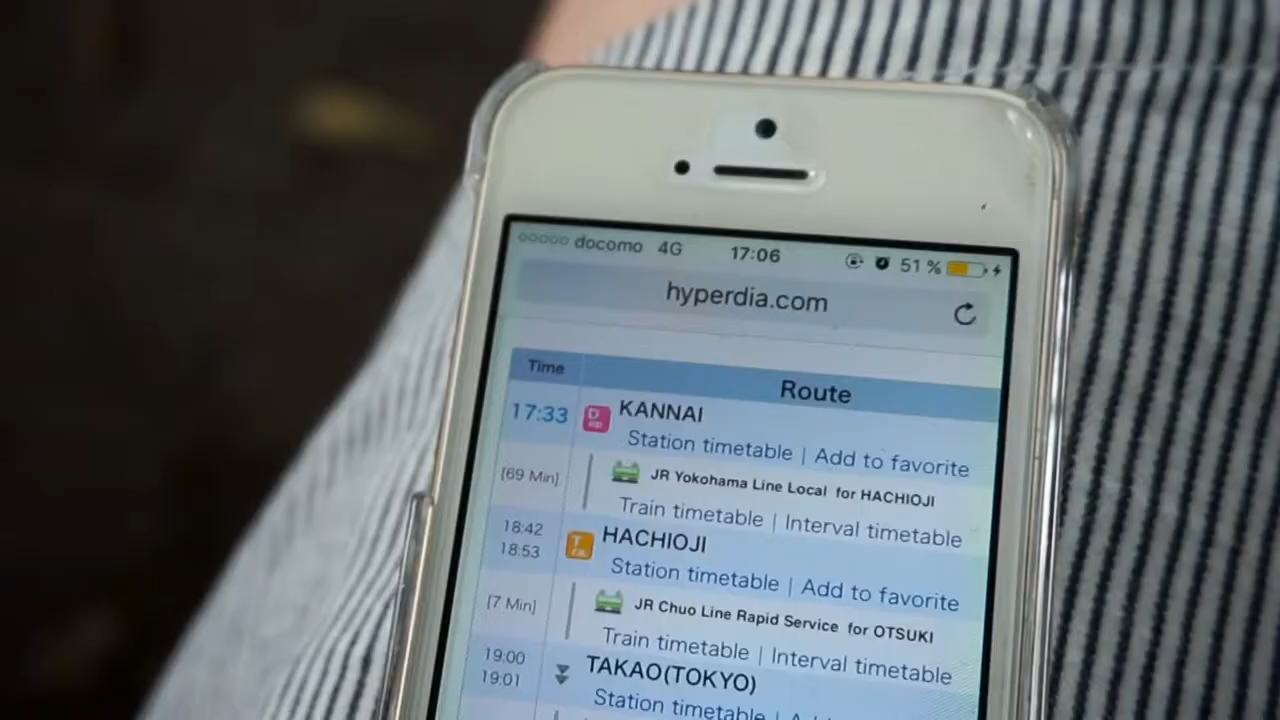 docomo 4G 17:06 51 %
hyperdia.com
Time Route
17:33 D ep KANNAI
Station timetable | Add to favorite
[69 Min] JR Yokohama Line Local for HACHIOJI
Train timetable | Interval timetable
18:42 T ra. HACHIOJI
18:53
Station timetable | Add to favorite
[7 Min] JR Chuo Line Rapid Service for OTSUKI
Train timetable | Interval timetable
19:00 TAKAO(TOKYO)
19:01
Station timetable |